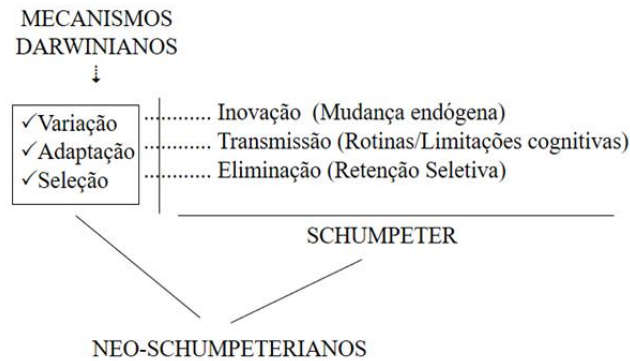 MECANISMOS
DARWINIANOS
✓Variação ............ Inovação (Mudança endógena)
✓Adaptação ............ Transmissão (Rotinas/Limitações cognitivas)
✓Seleção ............ Eliminação (Retenção Seletiva)
SCHUMPETER
NEO-SCHUMPETERIANOS